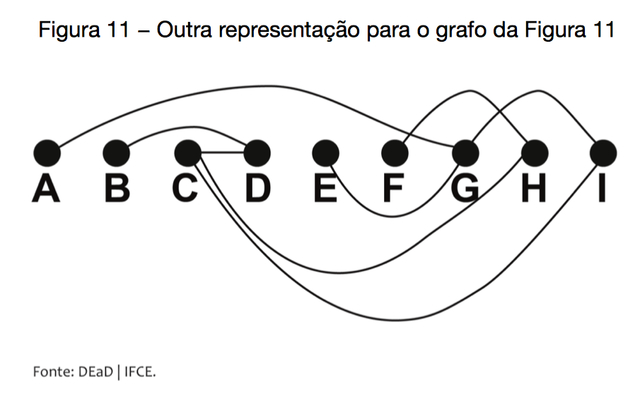 Figura 11 – Outra representação para o grafo da Figura 11
A B C D E F G H I
Fonte: DEaD | IFCE.